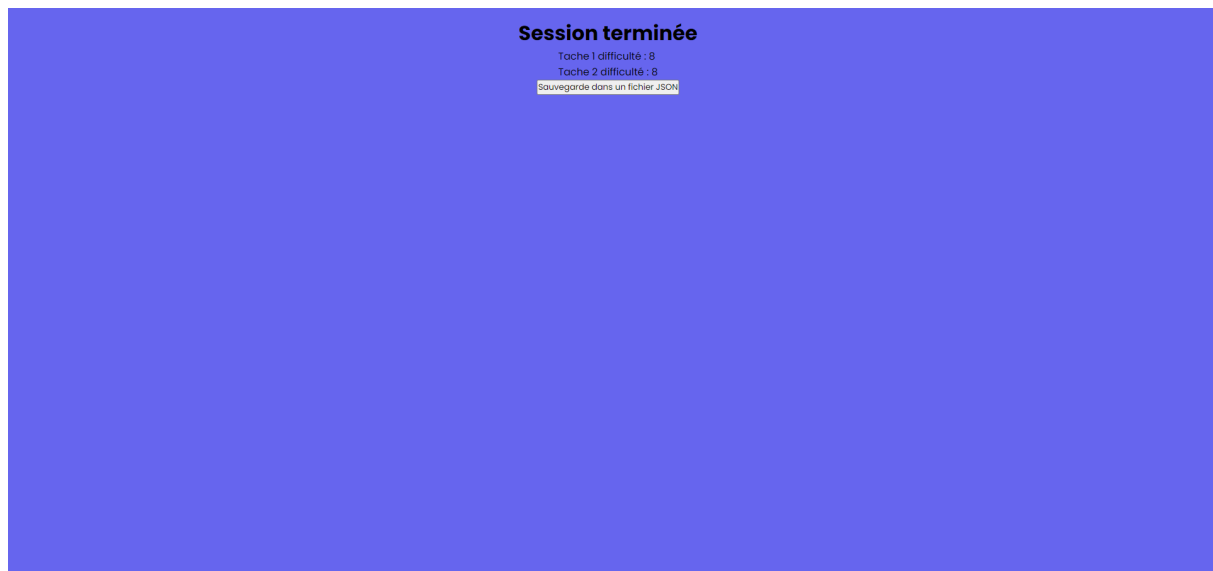 Session terminée
Tache 1 difficulté : 8
Tache 2 difficulté : 8
Sauvegarde dans un fichier JSON